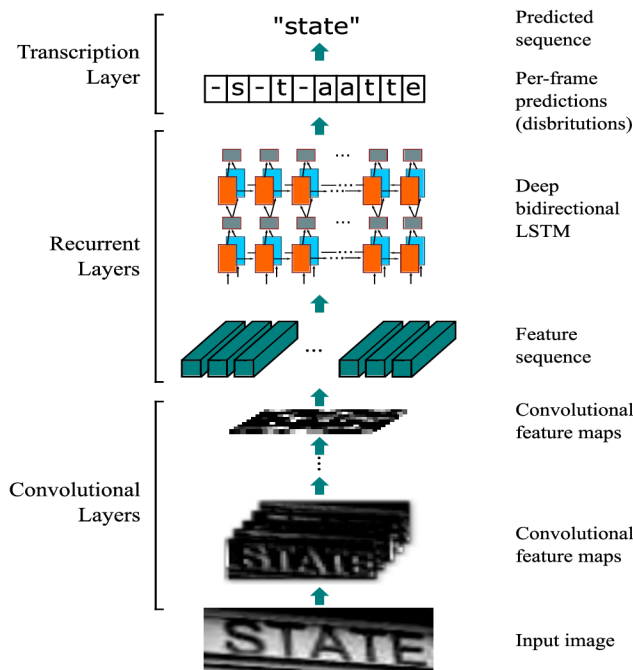 "state"
Predicted
sequence
Transcription
Layer
-s-t-aatte
Per-frame
predictions
(disbritutions)
...
Deep
bidirectional
LSTM
Recurrent
Layers
...
Feature
sequence
Convolutional
feature maps
Convolutional
Layers
STATE
Convolutional
feature maps
STATE
Input image